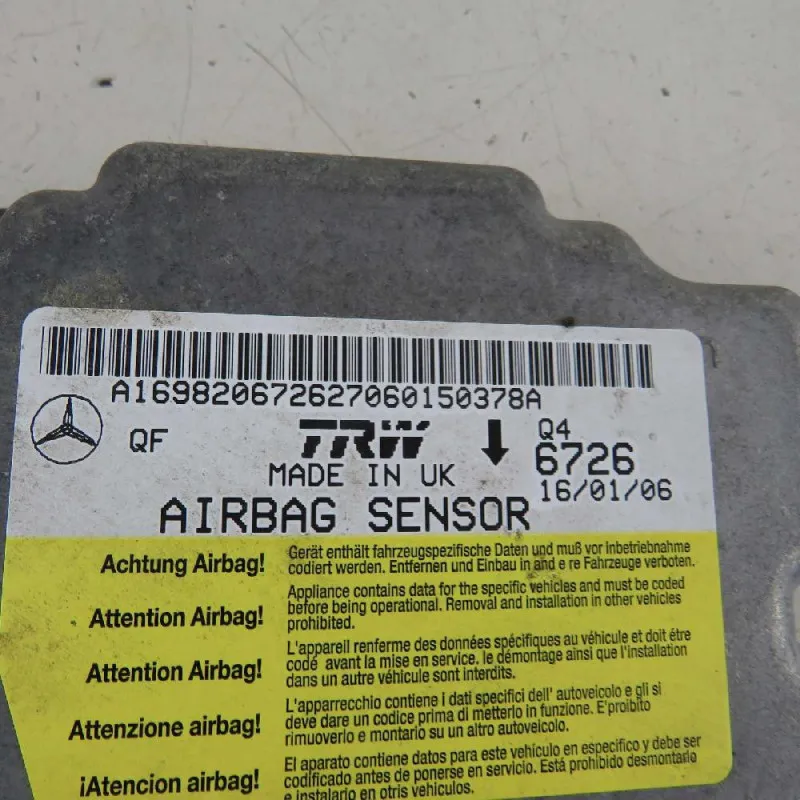 A1698206726270601503​78A
QF
TRW
Q4
6726
MADE IN UK
16/01/06
AIRBAG SENSOR
Achtung Airbag!
Gerät enthält fahrzeugspezifische Daten und muß vor Inbetriebnahme
codiert werden. Entfernen und Einbau in and e re Fahrzeuge verboten.
Attention Airbag!
Appliance contains data for the specific vehicles and must be coded
before being operational. Removal and installation in other vehicles
prohibited.
Attention Airbag!
L'appareil renferme des données spécifiques au véhicule et doit étre
codé avant la mise en service. le démontage ainsi que l'installation
dans un autre véhicule sont interdits.
Attenzione airbag!
L'apparrecchio contiene i dati specifici dell' autoveicolo e gli si
deve dare un codice prima di metterlo in funzione. E'proibito
rimuoverlo e montario su un altro autoveicolo.
¡Atencion airbag!
El aparato contiene datos para este vehículo en específico y debe ser
codificado antes de ponerse en servicio. Está prohibido desmontarlo
e instalarlo en otros vehículos.